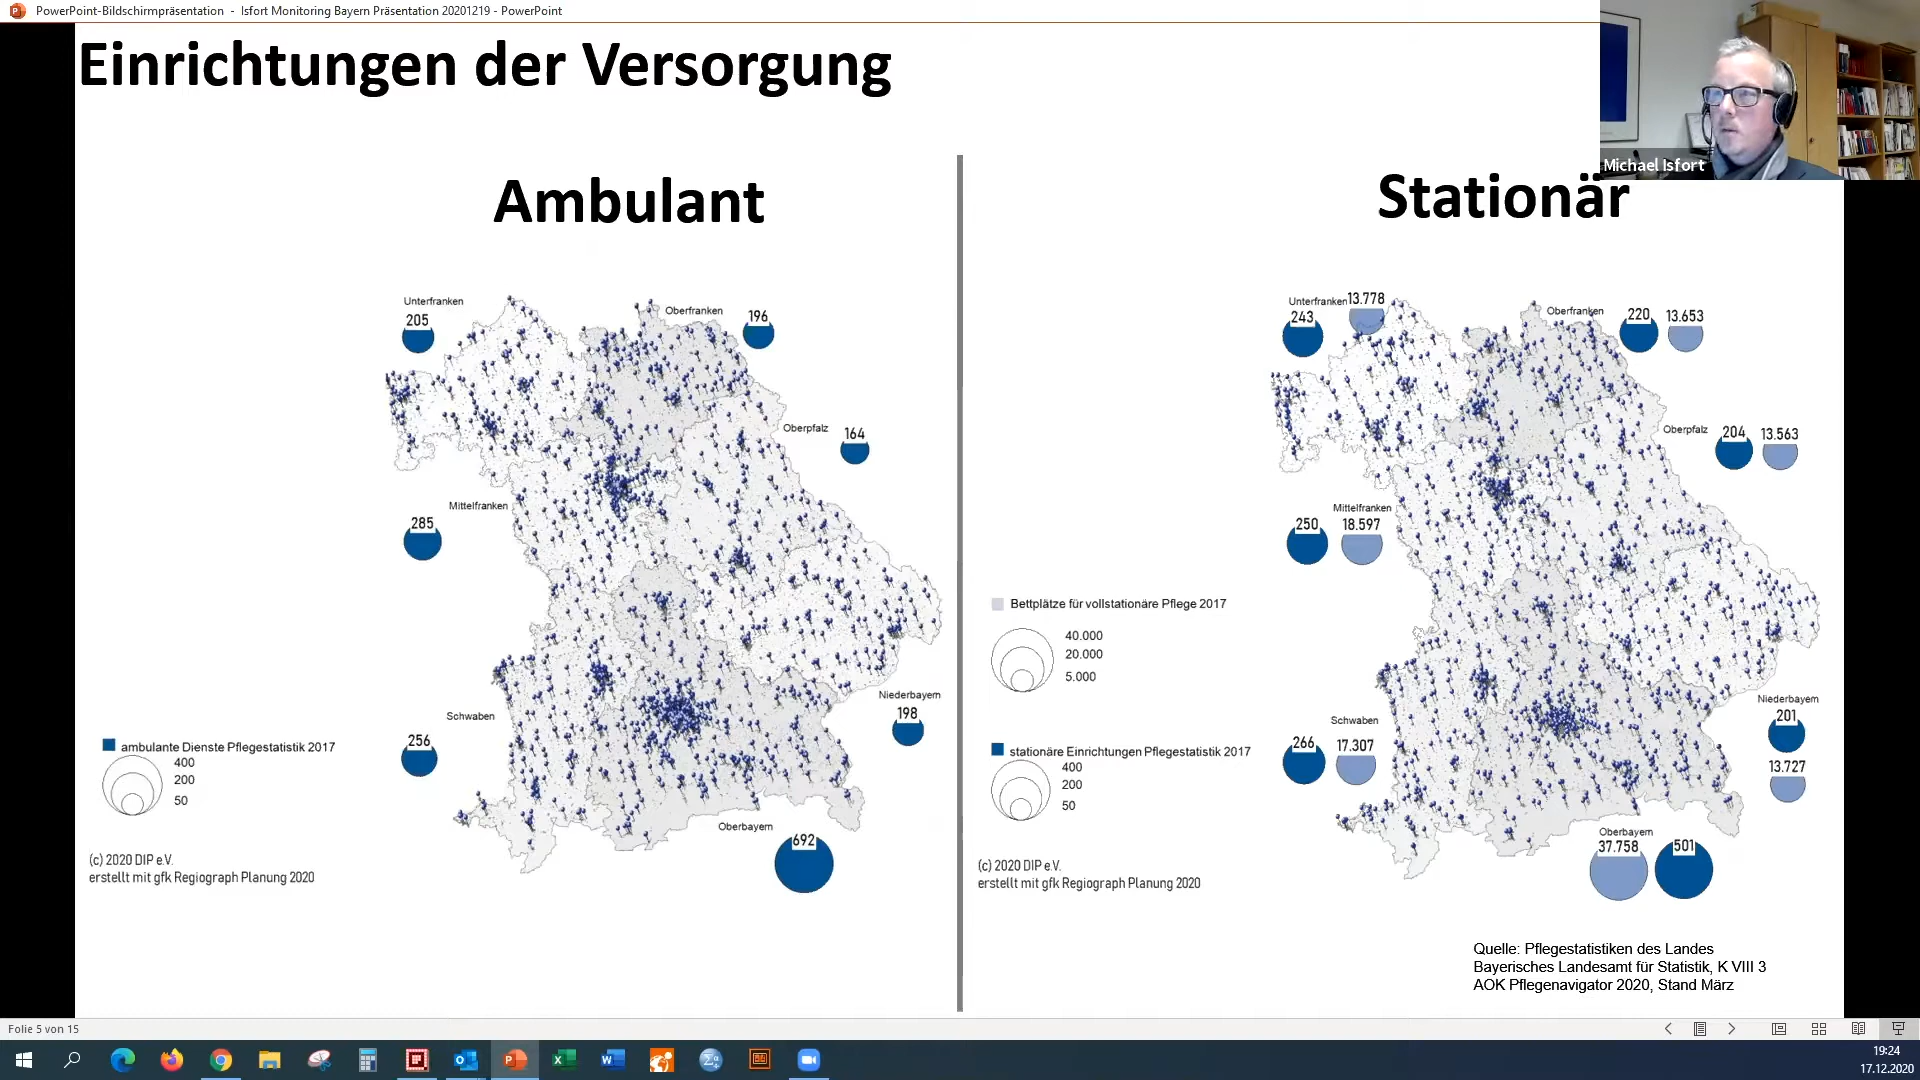 PowerPoint-Bildschirmpräsentation - Isfort Monitoring Bayern Präsentation 20201219 - PowerPoint
Einrichtungen der Versorgung
Michael Isfort
Ambulant
Unterfranken
205
Oberfranken
196
Oberpfalz
164
Mittelfranken
285
Niederbayern
198
Schwaben
256
Oberbayern
692
ambulante Dienste Pflegestatistik 2017
400
200
50
(c) 2020 DIP e.V.
erstellt mit gfk Regiograph Planung 2020
Stationär
Unterfranken
13.778
243
Oberfranken
220
13.653
Oberpfalz
204
13.563
Mittelfranken
250
18.597
Bettplätze für vollstationäre Pflege 2017
40.000
20.000
5.000
Niederbayern
201
13.727
Schwaben
266
17.307
Oberbayern
37.758
501
stationäre Einrichtungen Pflegestatistik 2017
400
200
50
(c) 2020 DIP e.V.
erstellt mit gfk Regiograph Planung 2020
Quelle: Pflegestatistiken des Landes
Bayerisches Landesamt für Statistik, K VIII 3
AOK Pflegenavigator 2020, Stand März
Folie 5 von 15
19:24
17.12.2020